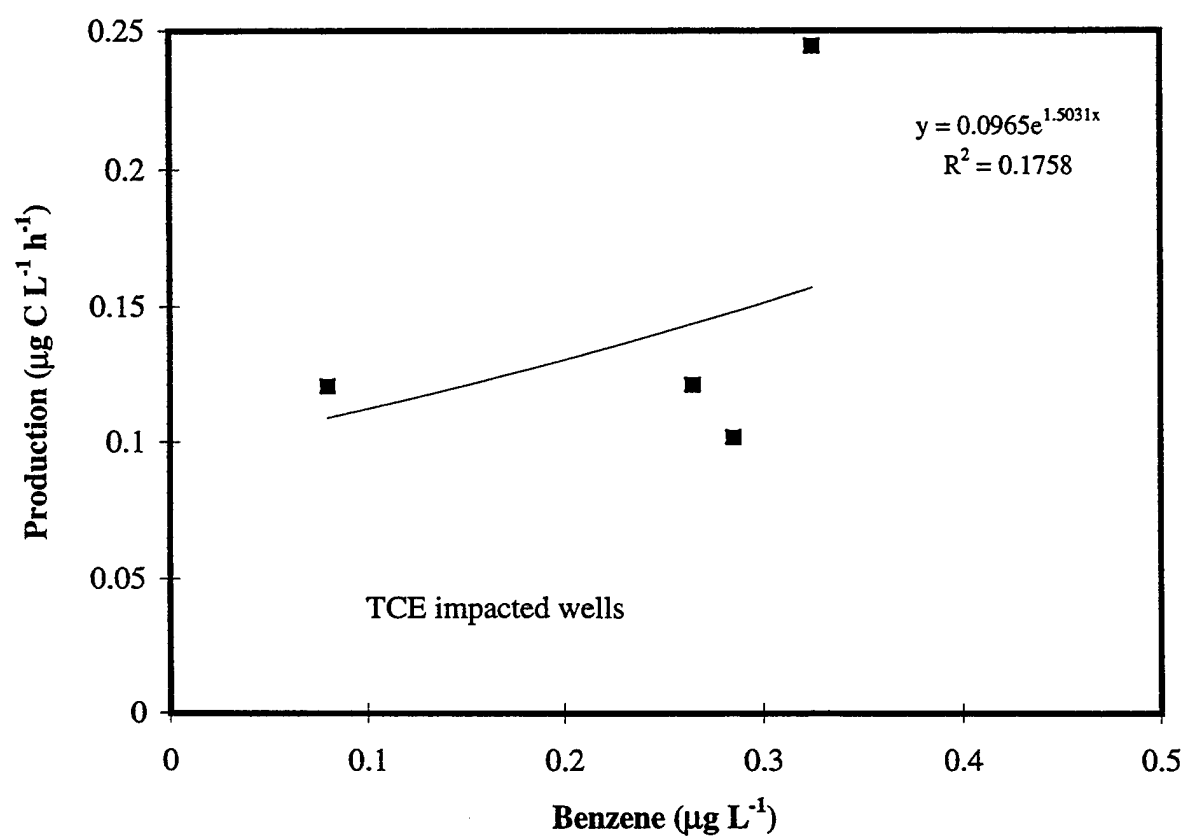 0.25
y = 0.0965e^1.5031x
R² = 0.1758
0.2
0.15
0.1
0.05
0
Production (µg C L⁻¹ h⁻¹)
TCE impacted wells
0 0.1 0.2 0.3 0.4 0.5
Benzene (µg L⁻¹)